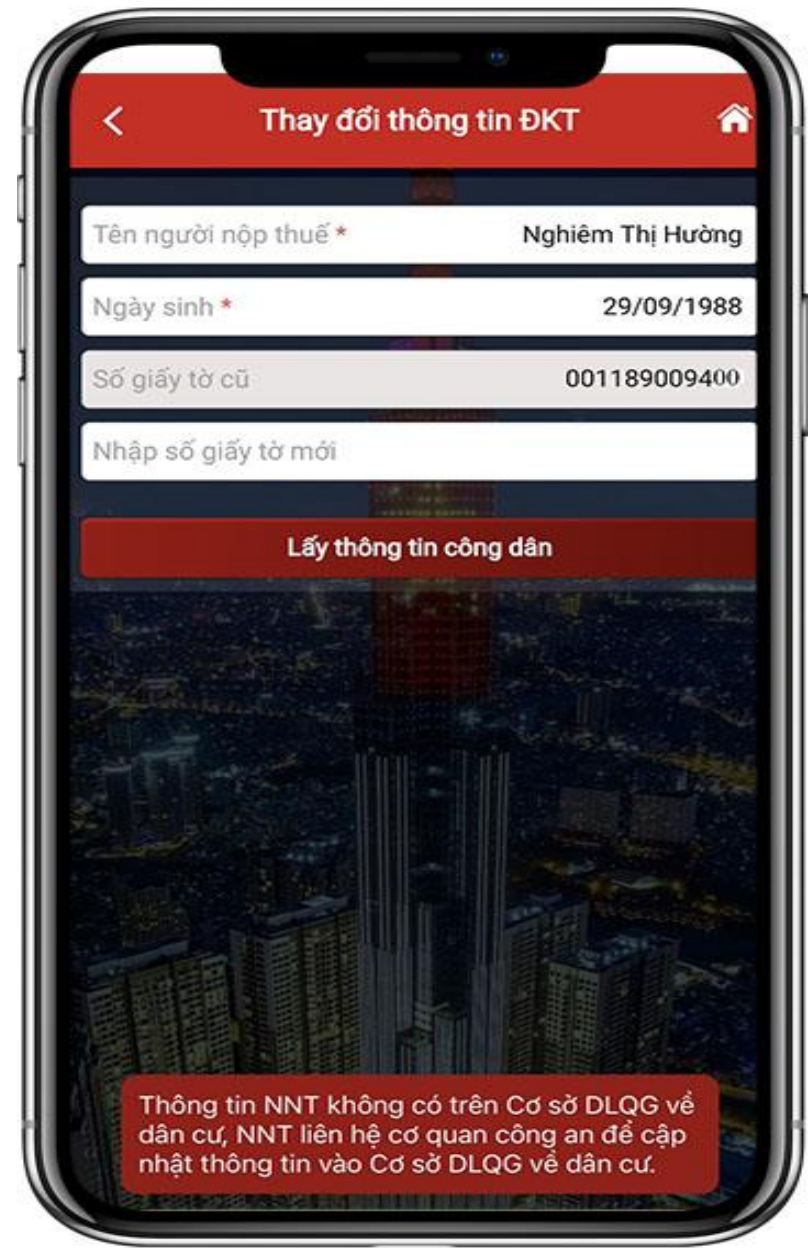 Thay đổi thông tin ĐKT
Tên người nộp thuế * Nghiêm Thị Hường
Ngày sinh * 29/09/1988
Số giấy tờ cũ 001189009400
Nhập số giấy tờ mới
Lấy thông tin công dân
Thông tin NNT không có trên Cơ sở DLQG về
dân cư, NNT liên hệ cơ quan công an để cập
nhật thông tin vào Cơ sở DLQG về dân cư.